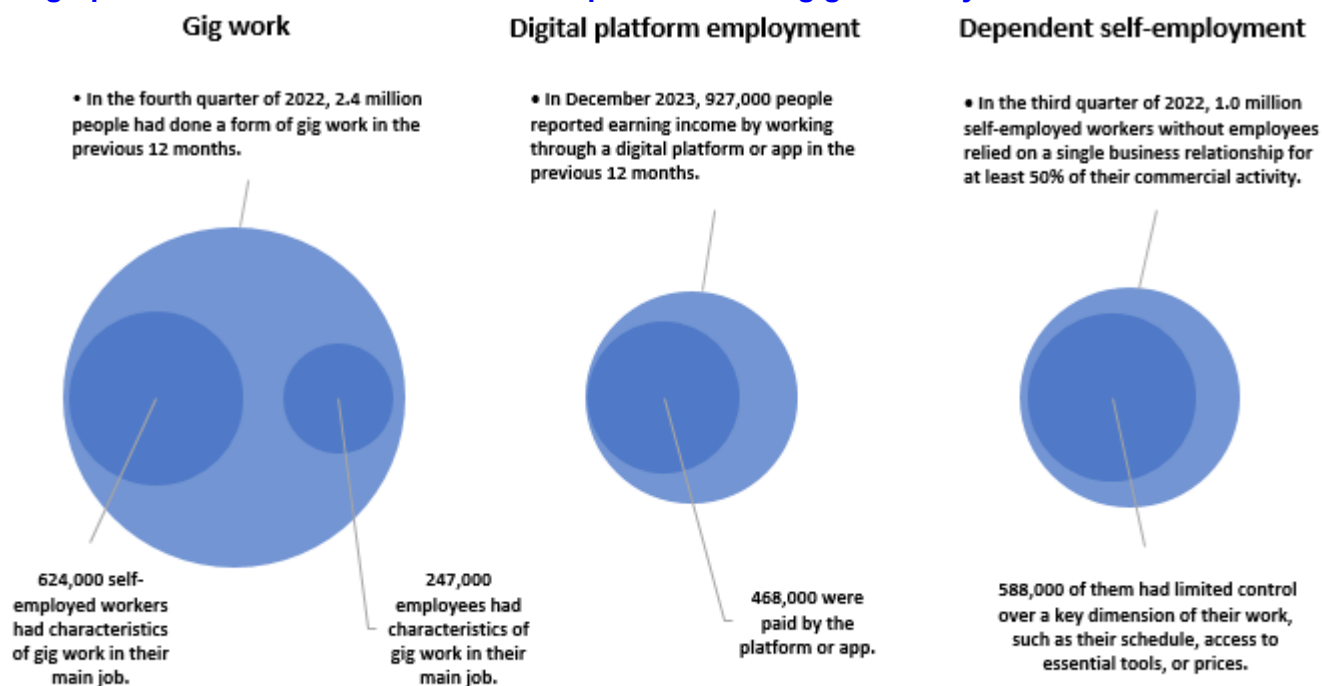 Gig work
• In the fourth quarter of 2022, 2.4 million
people had done a form of gig work in the
previous 12 months.
624,000 self-
employed workers
had characteristics
of gig work in their
main job.
247,000
employees had
characteristics of
gig work in their
main job.
Digital platform employment
• In December 2023, 927,000 people
reported earning income by working
through a digital platform or app in the
previous 12 months.
468,000 were
paid by the
platform or app.
Dependent self-employment
• In the third quarter of 2022, 1.0 million
self-employed workers without employees
relied on a single business relationship for
at least 50% of their commercial activity.
588,000 of them had limited control
over a key dimension of their work,
such as their schedule, access to
essential tools, or prices.